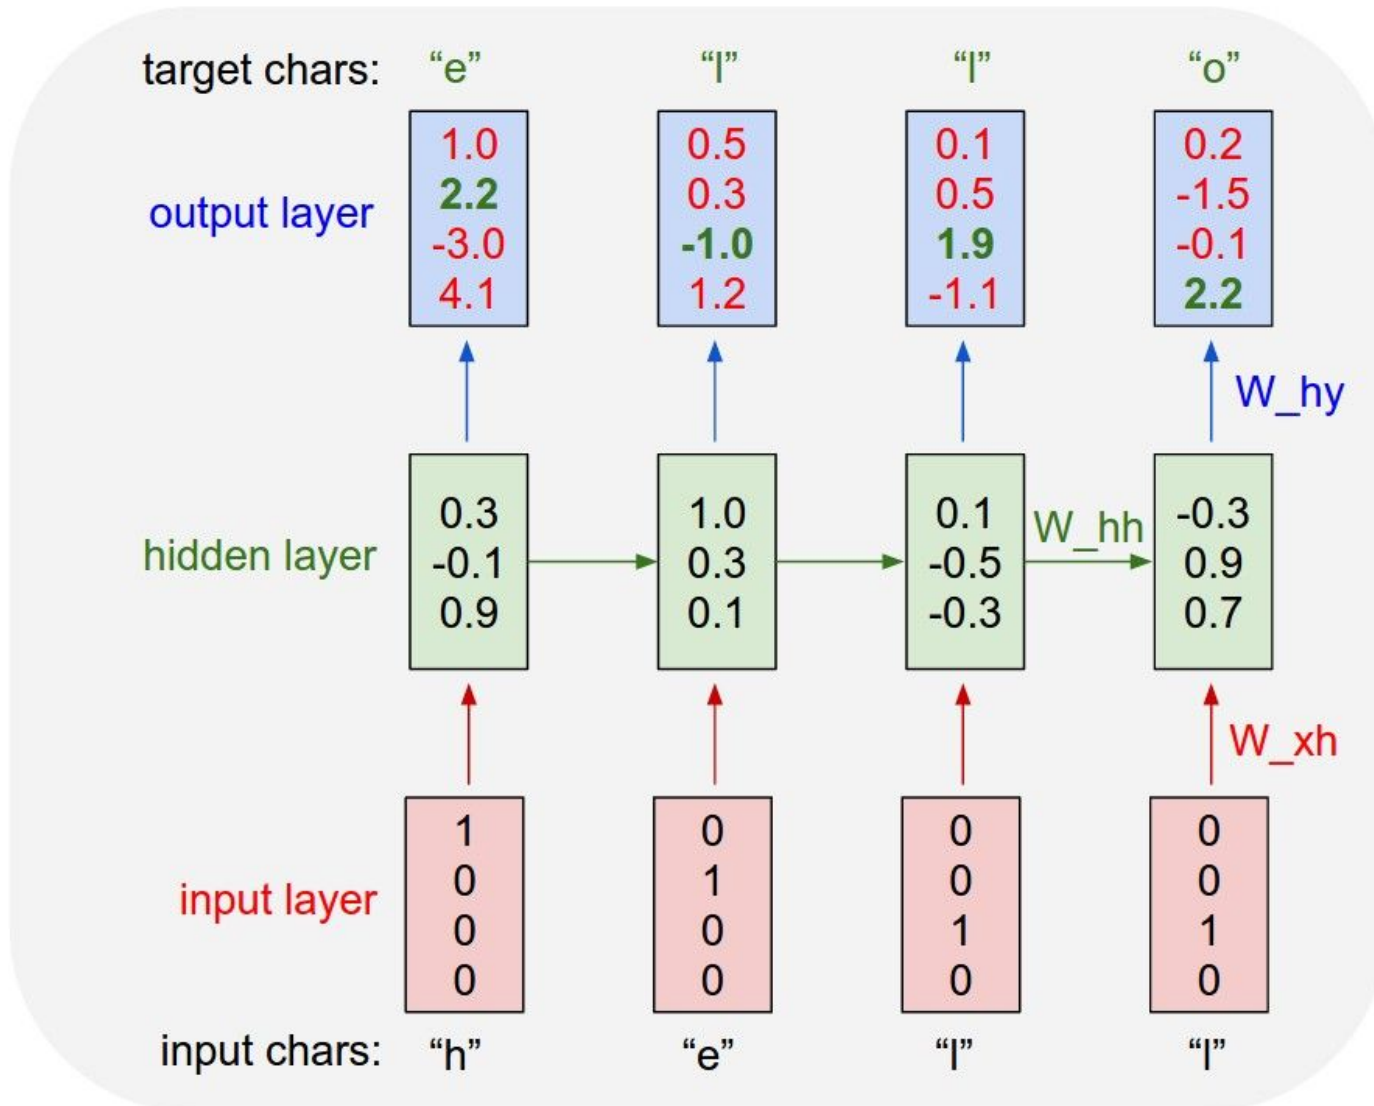 target chars: “e” “l” “l” “o”
1.0 0.5 0.1 0.2
2.2 0.3 0.5 -1.5
output layer
-3.0 -1.0 1.9 -0.1
4.1 1.2 -1.1 2.2
W_hy
0.3 1.0 0.1 -0.3
W_hh
hidden layer
-0.1 0.3 -0.5 0.9
0.9 0.1 -0.3 0.7
W_xh
1 0 0 0
0 1 0 0
input layer
0 0 1 1
0 0 0 0
input chars: “h” “e” “l” “l”